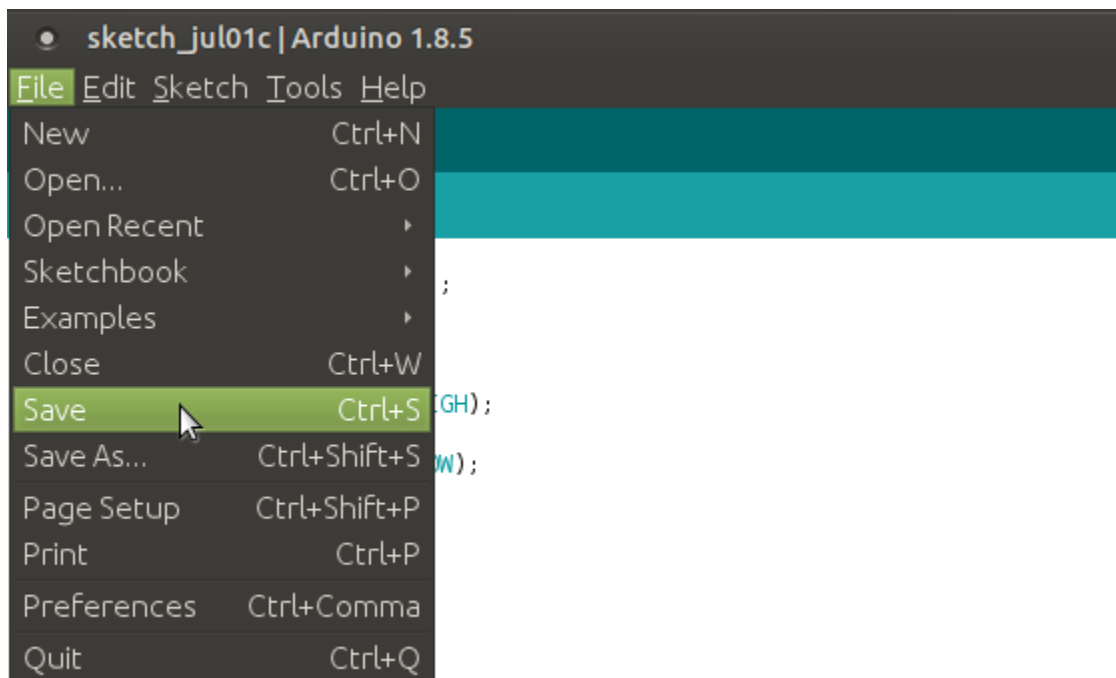 sketch_jul01c | Arduino 1.8.5
File Edit Sketch Tools Help
New Ctrl+N
Open... Ctrl+O
Open Recent
Sketchbook
;
Examples
Close Ctrl+W
Save Ctrl+S GH);
Save As... Ctrl+Shift+S W);
Page Setup Ctrl+Shift+P
Print Ctrl+P
Preferences Ctrl+Comma
Quit Ctrl+Q